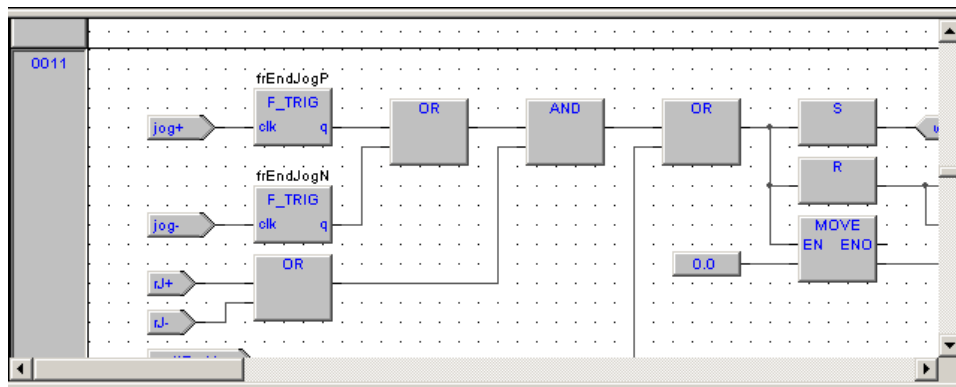 0011
frEndJogP
F_TRIG
clk q
jog+
OR
AND
OR
S
R
MOVE
EN ENO
0.0
frEndJogN
F_TRIG
clk q
jog-
OR
rJ+
rJ-